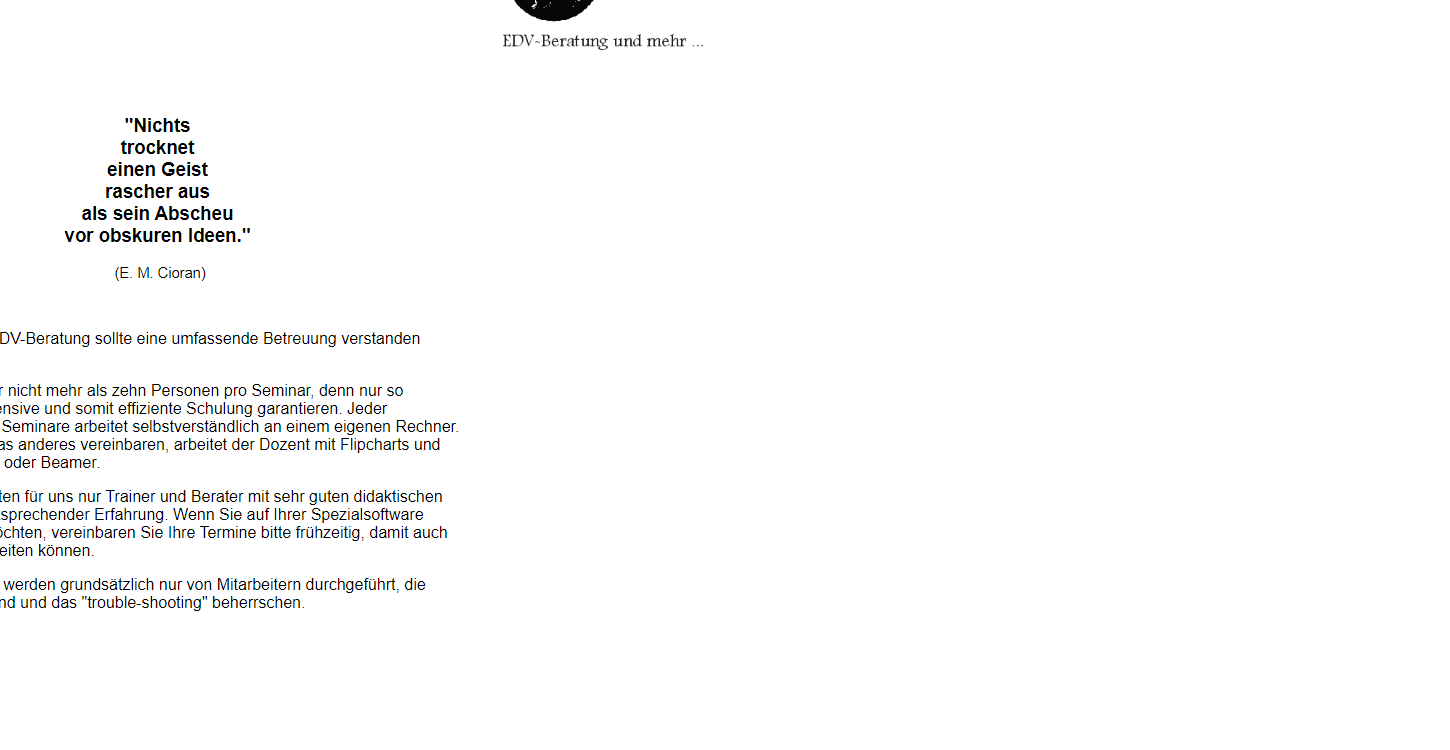 EDV~Beratung und mehr ...
"Nichts
trocknet
einen Geist
rascher aus
als sein Abscheu
vor obskuren Ideen."
(E. M. Cioran)
DV-Beratung sollte eine umfassende Betreuung verstanden
nicht mehr als zehn Personen pro Seminar, denn nur so
ensive und somit effiziente Schulung garantieren. Jeder
Seminare arbeitet selbstverständlich an einem eigenen Rechner.
as anderes vereinbaren, arbeitet der Dozent mit Flipcharts und
oder Beamer.
ten für uns nur Trainer und Berater mit sehr guten didaktischen
sprechender Erfahrung. Wenn Sie auf Ihrer Spezialsoftware
öchten, vereinbaren Sie Ihre Termine bitte frühzeitig, damit auch
eiten können.
werden grundsätzlich nur von Mitarbeitern durchgeführt, die
nd und das "trouble-shooting" beherrschen.